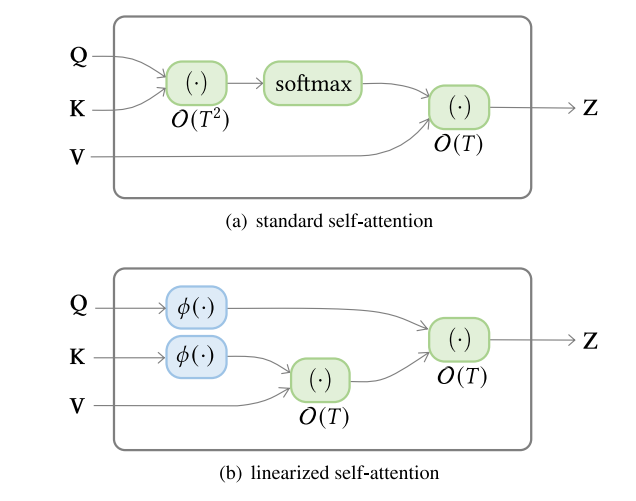 Q
K
V
(·)
O(T²)
softmax
(·)
O(T)
Z
(a) standard self-attention
Q
K
V
ϕ(·)
ϕ(·)
(·)
O(T)
(·)
O(T)
Z
(b) linearized self-attention